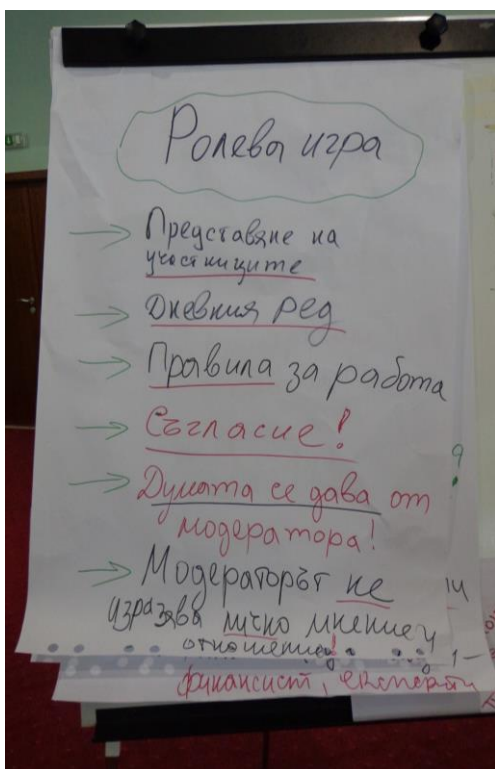 Ролева игра
→ Представяне на
участниците
→ Дневния ред
→ Правила за работа
→ Съгласие!
→ Думата се дава от
модератора!
→ Модераторът не
изразява лично мнение и
отношение!
финансист, експерти